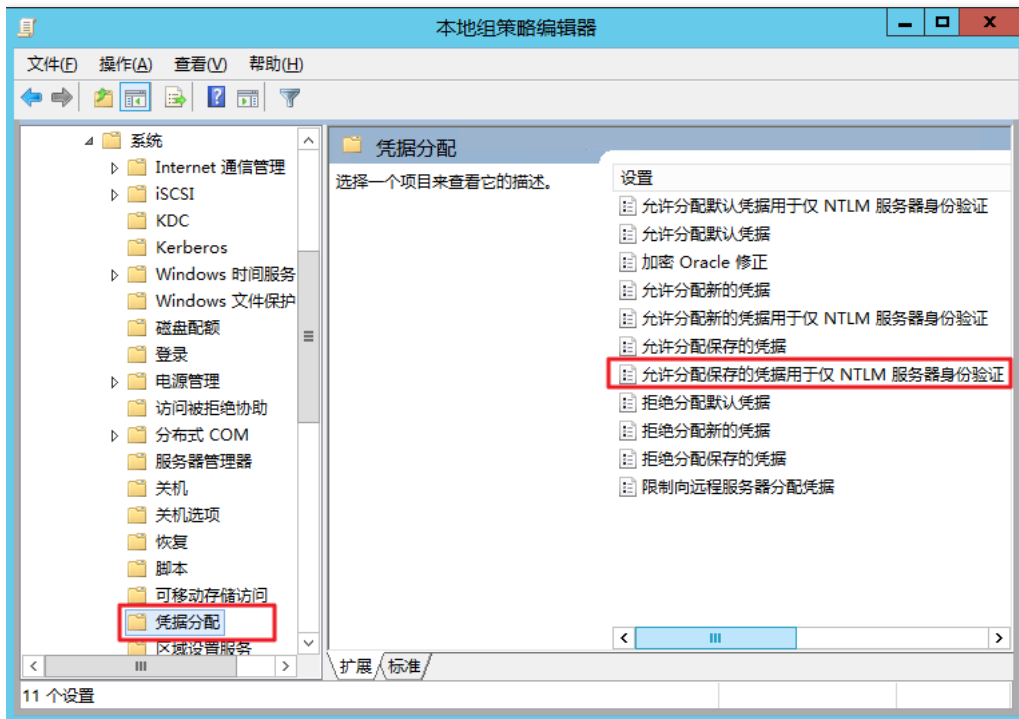 本地组策略编辑器
文件(F) 操作(A) 查看(V) 帮助(H)
系统
Internet 通信管理
iSCSI
KDC
Kerberos
Windows 时间服务
Windows 文件保护
磁盘配额
登录
电源管理
访问被拒绝协助
分布式 COM
服务器管理器
关机
关机选项
恢复
脚本
可移动存储访问
凭据分配
区域设置服务
凭据分配
选择一个项目来查看它的描述。
设置
允许分配默认凭据用于仅 NTLM 服务器身份验证
允许分配默认凭据
加密 Oracle 修正
允许分配新的凭据
允许分配新的凭据用于仅 NTLM 服务器身份验证
允许分配保存的凭据
允许分配保存的凭据用于仅 NTLM 服务器身份验证
拒绝分配默认凭据
拒绝分配新的凭据
拒绝分配保存的凭据
限制向远程服务器分配凭据
扩展 标准
11 个设置